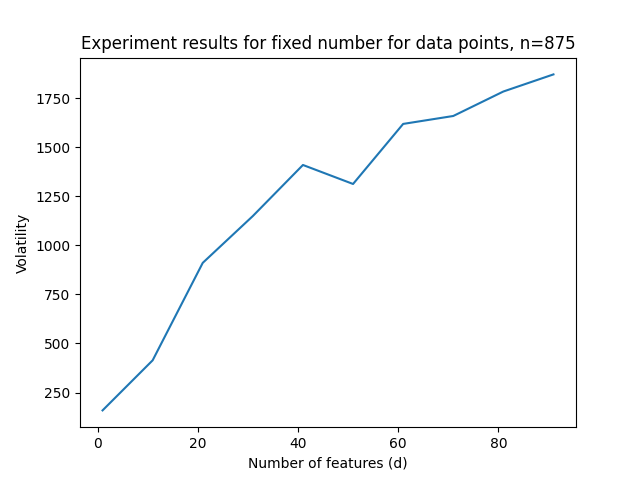 Experiment results for fixed number for data points, n=875
1750
1500
1250
1000
750
500
250
Volatility
0 20 40 60 80
Number of features (d)